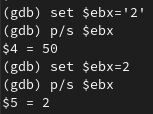 (gdb) set $ebx='2'
(gdb) p/s $ebx
$4 = 50
(gdb) set $ebx=2
(gdb) p/s $ebx
$5 = 2